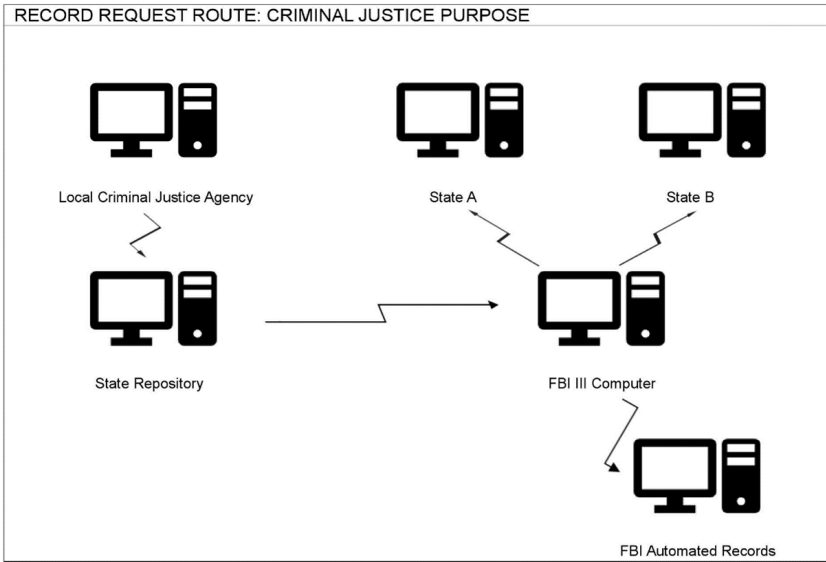 RECORD REQUEST ROUTE: CRIMINAL JUSTICE PURPOSE
Local Criminal Justice Agency
State A
State B
State Repository
FBI III Computer
FBI Automated Records